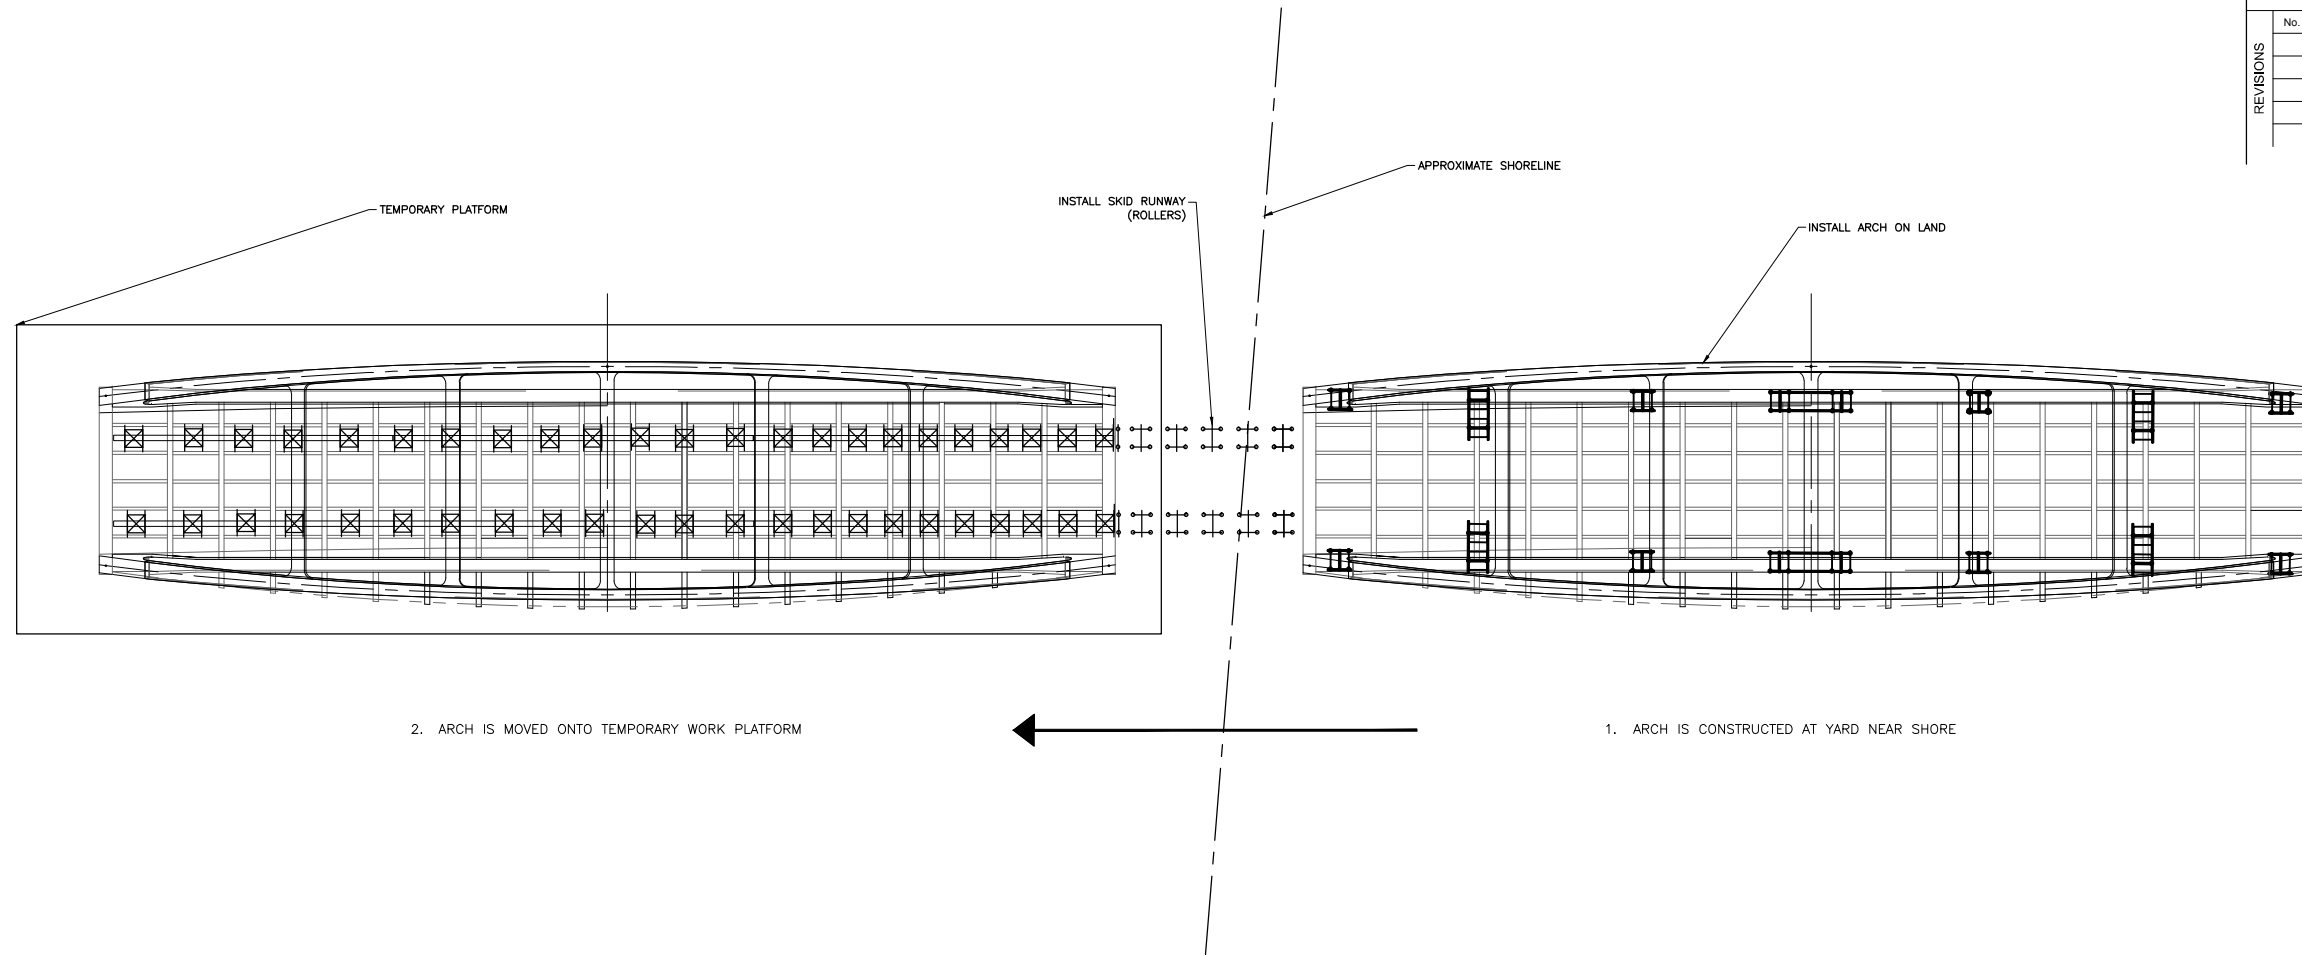 No.
REVISIONS
APPROXIMATE SHORELINE
INSTALL SKID RUNWAY
(ROLLERS)
TEMPORARY PLATFORM
INSTALL ARCH ON LAND
2. ARCH IS MOVED ONTO TEMPORARY WORK PLATFORM
1. ARCH IS CONSTRUCTED AT YARD NEAR SHORE